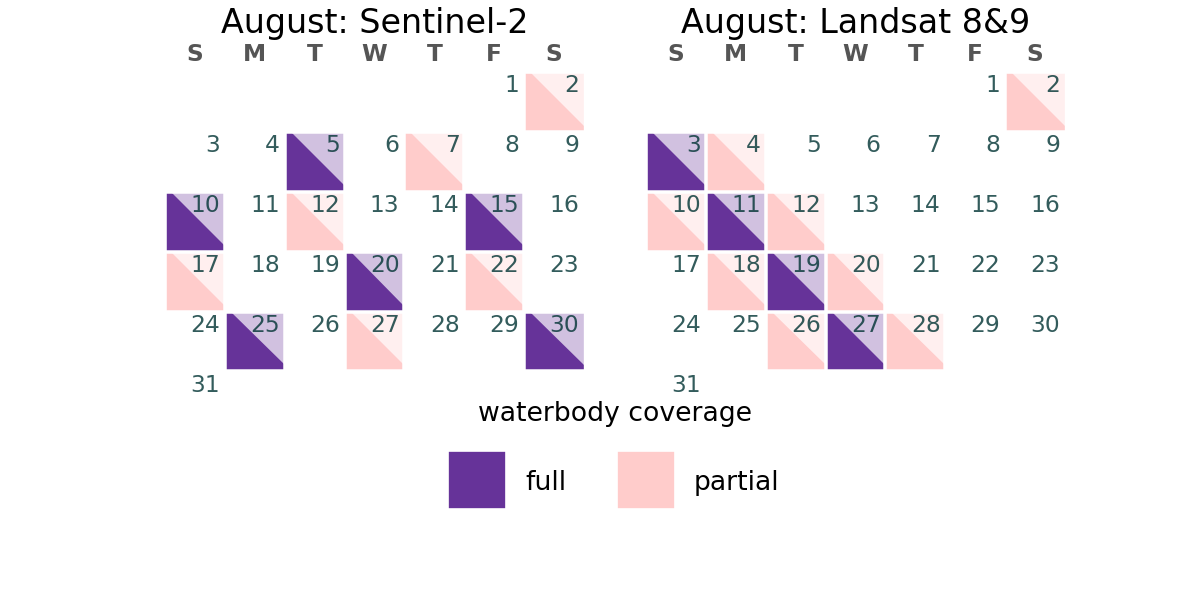 August: Sentinel-2
S M T W T F S
1 2
3 4 5 6 7 8 9
10 11 12 13 14 15 16
17 18 19 20 21 22 23
24 25 26 27 28 29 30
31
August: Landsat 8&9
S M T W T F S
1 2
3 4 5 6 7 8 9
10 11 12 13 14 15 16
17 18 19 20 21 22 23
24 25 26 27 28 29 30
31
waterbody coverage
full partial